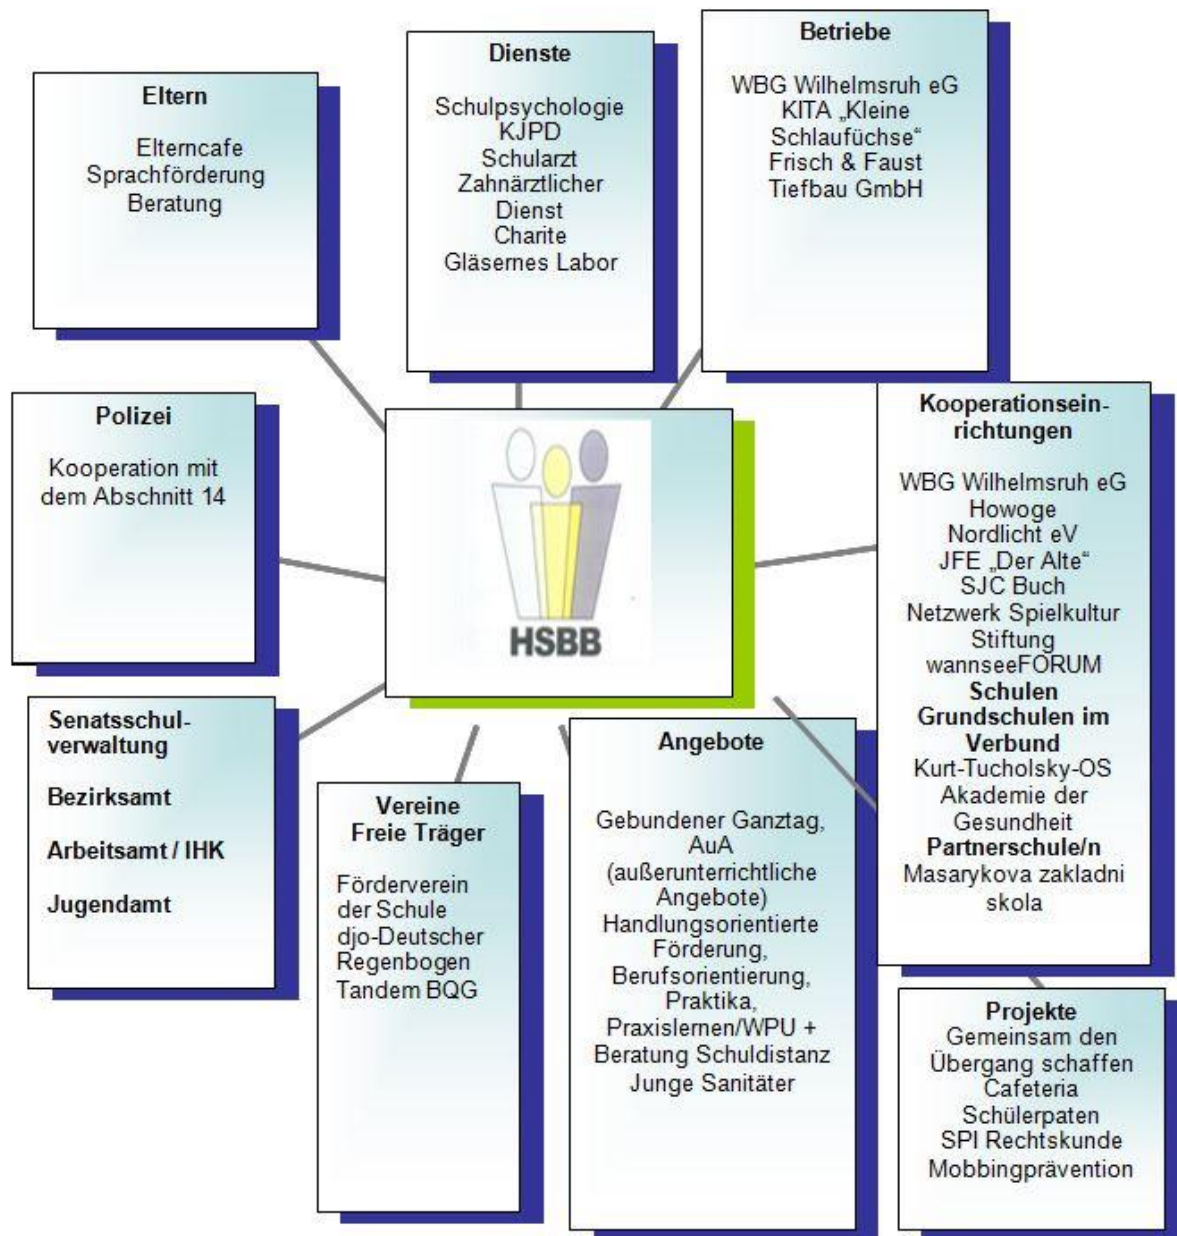 Eltern
Elterncafe
Sprachförderung
Beratung
Dienste
Schulpsychologie
KJPD
Schularzt
Zahnärztlicher
Dienst
Charite
Gläsernes Labor
Betriebe
WBG Wilhelmsruh eG
KITA „Kleine
Schlaufüchse“
Frisch & Faust
Tiefbau GmbH
Polizei
Kooperation mit
dem Abschnitt 14
HSBB
Kooperationsein-
richtungen
WBG Wilhelmsruh eG
Howoge
Nordlicht eV
JFE „Der Alte“
SJC Buch
Netzwerk Spielkultur
Stiftung
wannseeFORUM
Schulen
Grundschulen im
Verbund
Kurt-Tucholsky-OS
Akademie der
Gesundheit
Partnerschule/n
Masarykova zakladni
skola
Senatsschul-
verwaltung
Bezirksamt
Arbeitsamt / IHK
Jugendamt
Vereine
Freie Träger
Förderverein
der Schule
djo-Deutscher
Regenbogen
Tandem BQG
Angebote
Gebundener Ganztag,
AuA
(außerunterrichtliche
Angebote)
Handlungsorientierte
Förderung,
Berufsorientierung,
Praktika,
Praxislernen/WPU +
Beratung Schuldistanz
Junge Sanitäter
Projekte
Gemeinsam den
Übergang schaffen
Cafeteria
Schülerpaten
SPI Rechtskunde
Mobbingprävention